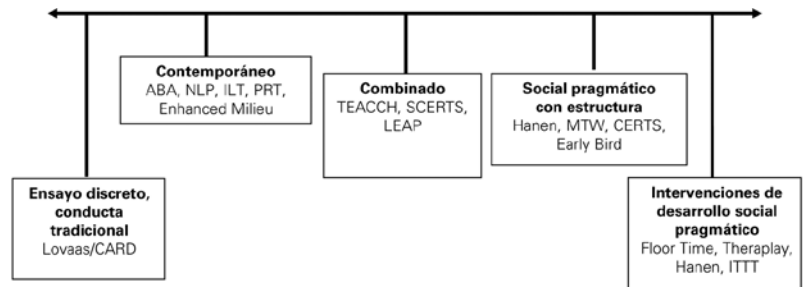 Contemporáneo
ABA, NLP, ILT, PRT,
Enhanced Milieu
Combinado
TEACCH, SCERTS,
LEAP
Social pragmático
con estructura
Hanen, MTW, CERTS,
Early Bird
Ensayo discreto,
conducta
tradicional
Lovaas/CARD
Intervenciones de
desarrollo social
pragmático
Floor Time, Theraplay,
Hanen, ITTT